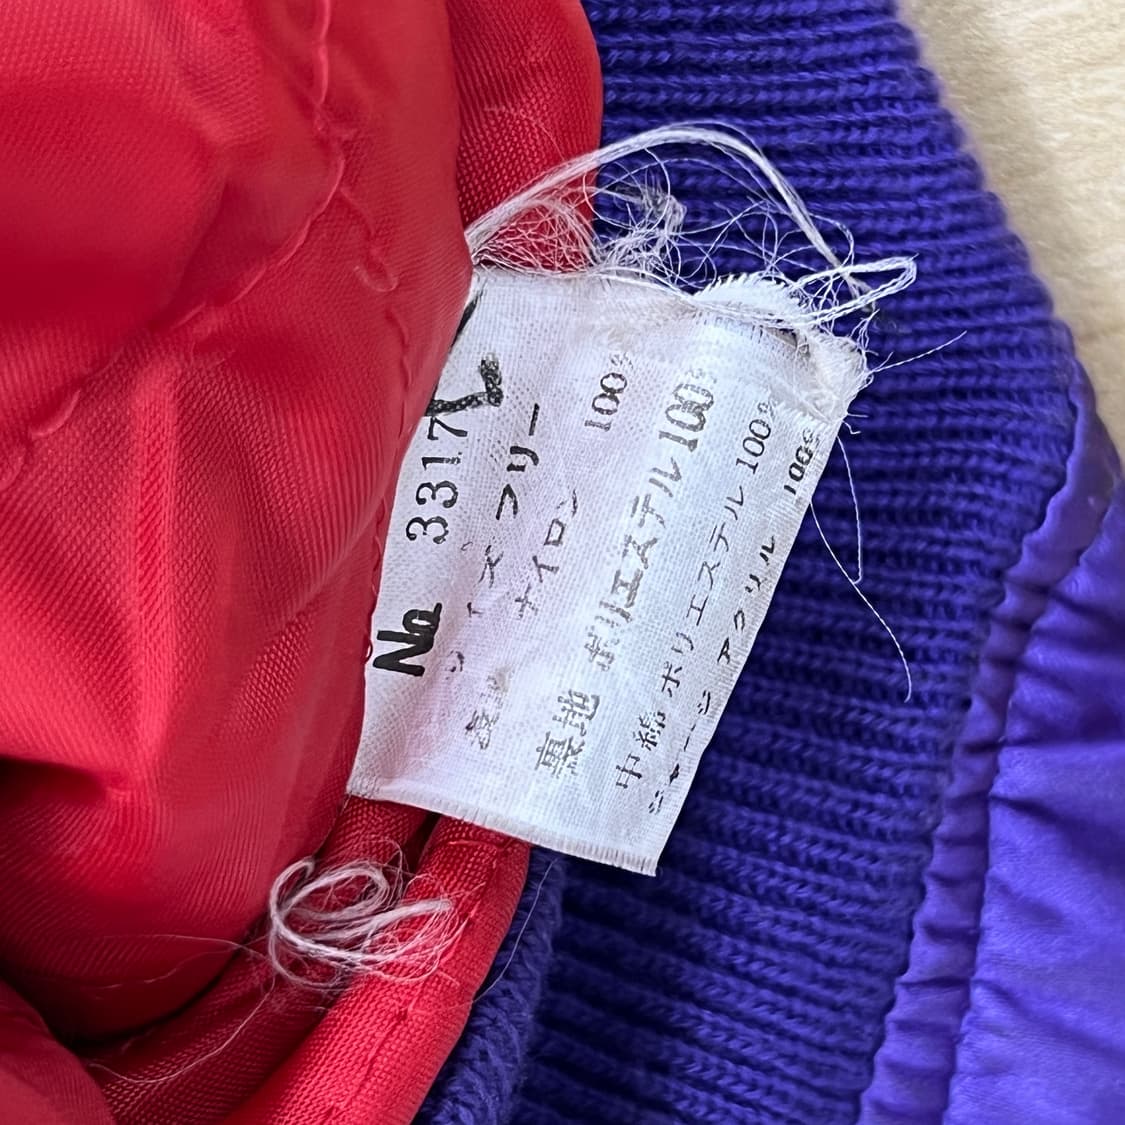 No 3317
サイズ フリー
表地 ナイロン 100%
裏地 ポリエステル 100%
中綿 ポリエステル 100%
ジャージ アクリル 100%